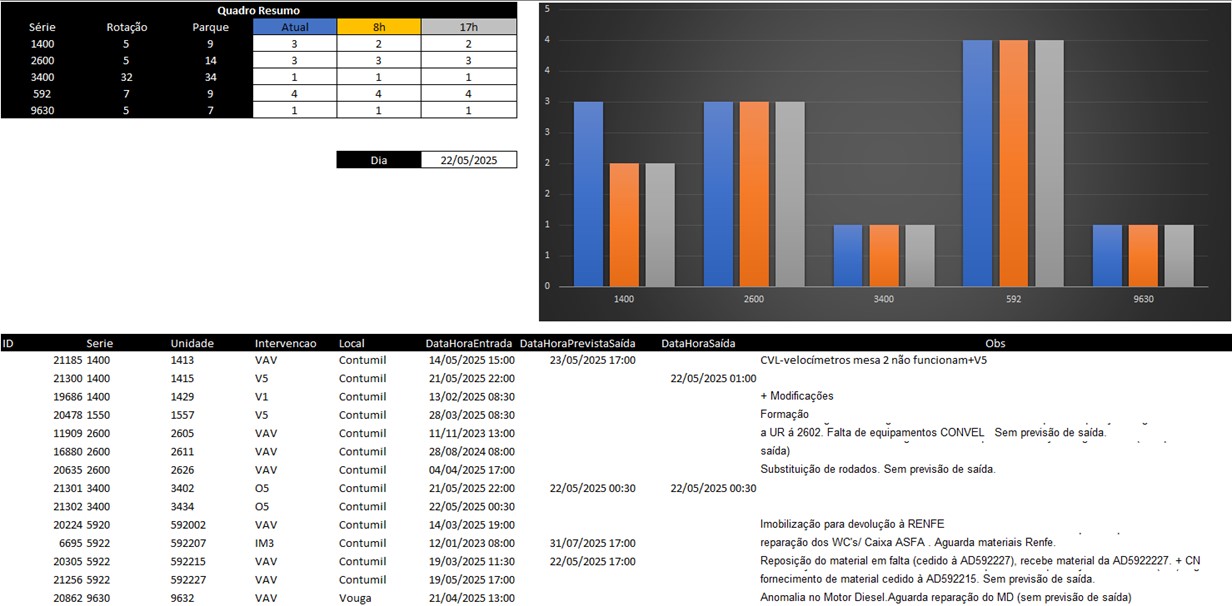 Quadro Resumo
Série Rotação Parque Atual 8h 17h
1400 5 9 3 2 2
2600 5 14 3 3 3
3400 32 34 1 1 1
592 7 9 4 4 4
9630 5 7 1 1 1
Dia 22/05/2025
5
4
4
3
3
2
2
1
1
0
1400 2600 3400 592 9630
ID Serie Unidade Intervencao Local DataHoraEntrada DataHoraPrevistaSaída DataHoraSaída Obs
21185 1400 1413 VAV Contumil 14/05/2025 15:00 23/05/2025 17:00 CVL-velocímetros mesa 2 não funcionam+V5
21300 1400 1415 V5 Contumil 21/05/2025 22:00 22/05/2025 01:00
19686 1400 1429 V1 Contumil 13/02/2025 08:30 + Modificações
20478 1550 1557 V5 Contumil 28/03/2025 08:30 Formação
11909 2600 2605 VAV Contumil 11/11/2023 13:00 a UR á 2602. Falta de equipamentos CONVEL Sem previsão de saída.
16880 2600 2611 VAV Contumil 28/08/2024 08:00 saída)
20635 2600 2626 VAV Contumil 04/04/2025 17:00 Substituição de rodados. Sem previsão de saída.
21301 3400 3402 O5 Contumil 21/05/2025 22:00 22/05/2025 00:30 22/05/2025 00:30
21302 3400 3434 O5 Contumil 22/05/2025 00:30
20224 5920 592002 VAV Contumil 14/03/2025 19:00 Imobilização para devolução à RENFE
6695 5922 592207 IM3 Contumil 12/01/2023 08:00 31/07/2025 17:00 reparação dos WC's/ Caixa ASFA . Aguarda materiais Renfe.
20305 5922 592215 VAV Contumil 19/03/2025 11:30 22/05/2025 17:00 Reposição do material em falta (cedido à AD592227), recebe material da AD5922227. + CN
21256 5922 592227 VAV Contumil 19/05/2025 17:00 fornecimento de material cedido à AD592215. Sem previsão de saída.
20862 9630 9632 VAV Vouga 21/04/2025 13:00 Anomalia no Motor Diesel.Aguarda reparação do MD (sem previsão de saída)